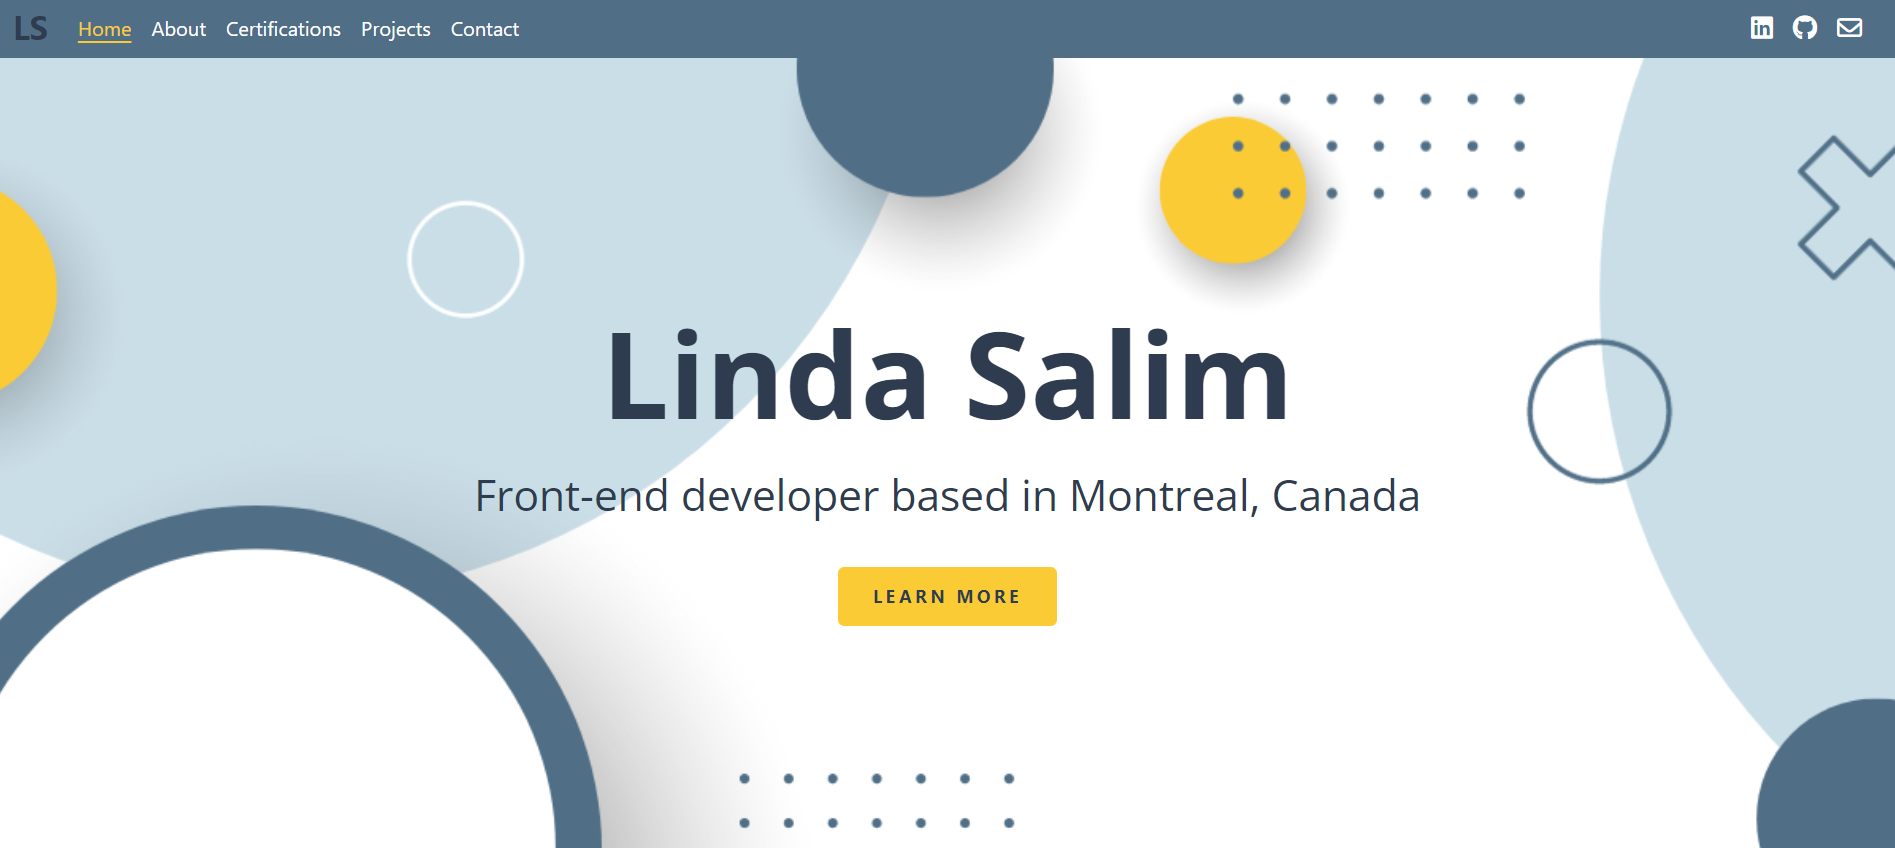 LS Home About Certifications Projects Contact
Linda Salim
Front-end developer based in Montreal, Canada
LEARN MORE